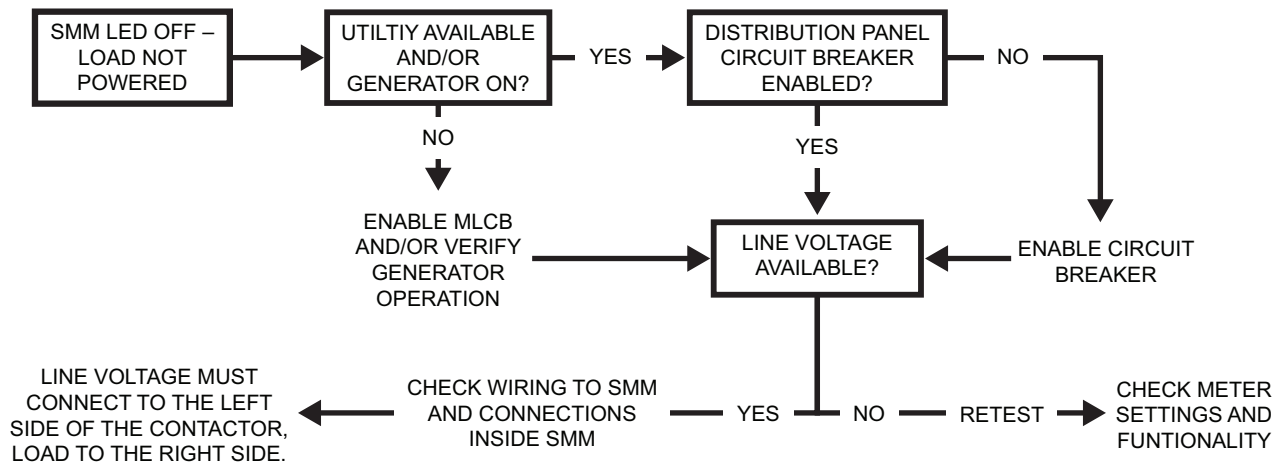 SMM LED OFF –
LOAD NOT
POWERED
UTILTIY AVAILABLE
AND/OR
GENERATOR ON?
YES
DISTRIBUTION PANEL
CIRCUIT BREAKER
ENABLED?
NO
NO
YES
ENABLE MLCB
AND/OR VERIFY
GENERATOR
OPERATION
LINE VOLTAGE
AVAILABLE?
ENABLE CIRCUIT
BREAKER
LINE VOLTAGE MUST
CONNECT TO THE LEFT
SIDE OF THE CONTACTOR,
LOAD TO THE RIGHT SIDE.
CHECK WIRING TO SMM
AND CONNECTIONS
INSIDE SMM
YES
NO
RETEST
CHECK METER
SETTINGS AND
FUNTIONALITY